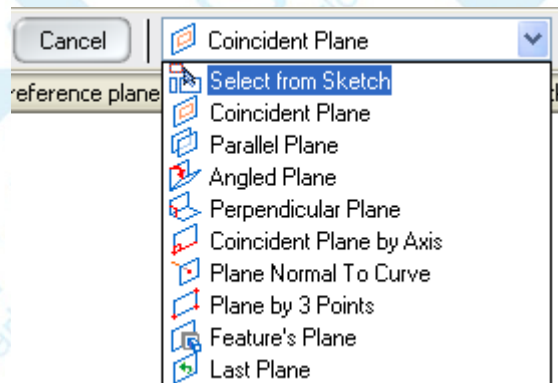 Cancel
Coincident Plane
eference plane
Select from Sketch
Coincident Plane
Parallel Plane
Angled Plane
Perpendicular Plane
Coincident Plane by Axis
Plane Normal To Curve
Plane by 3 Points
Feature's Plane
Last Plane